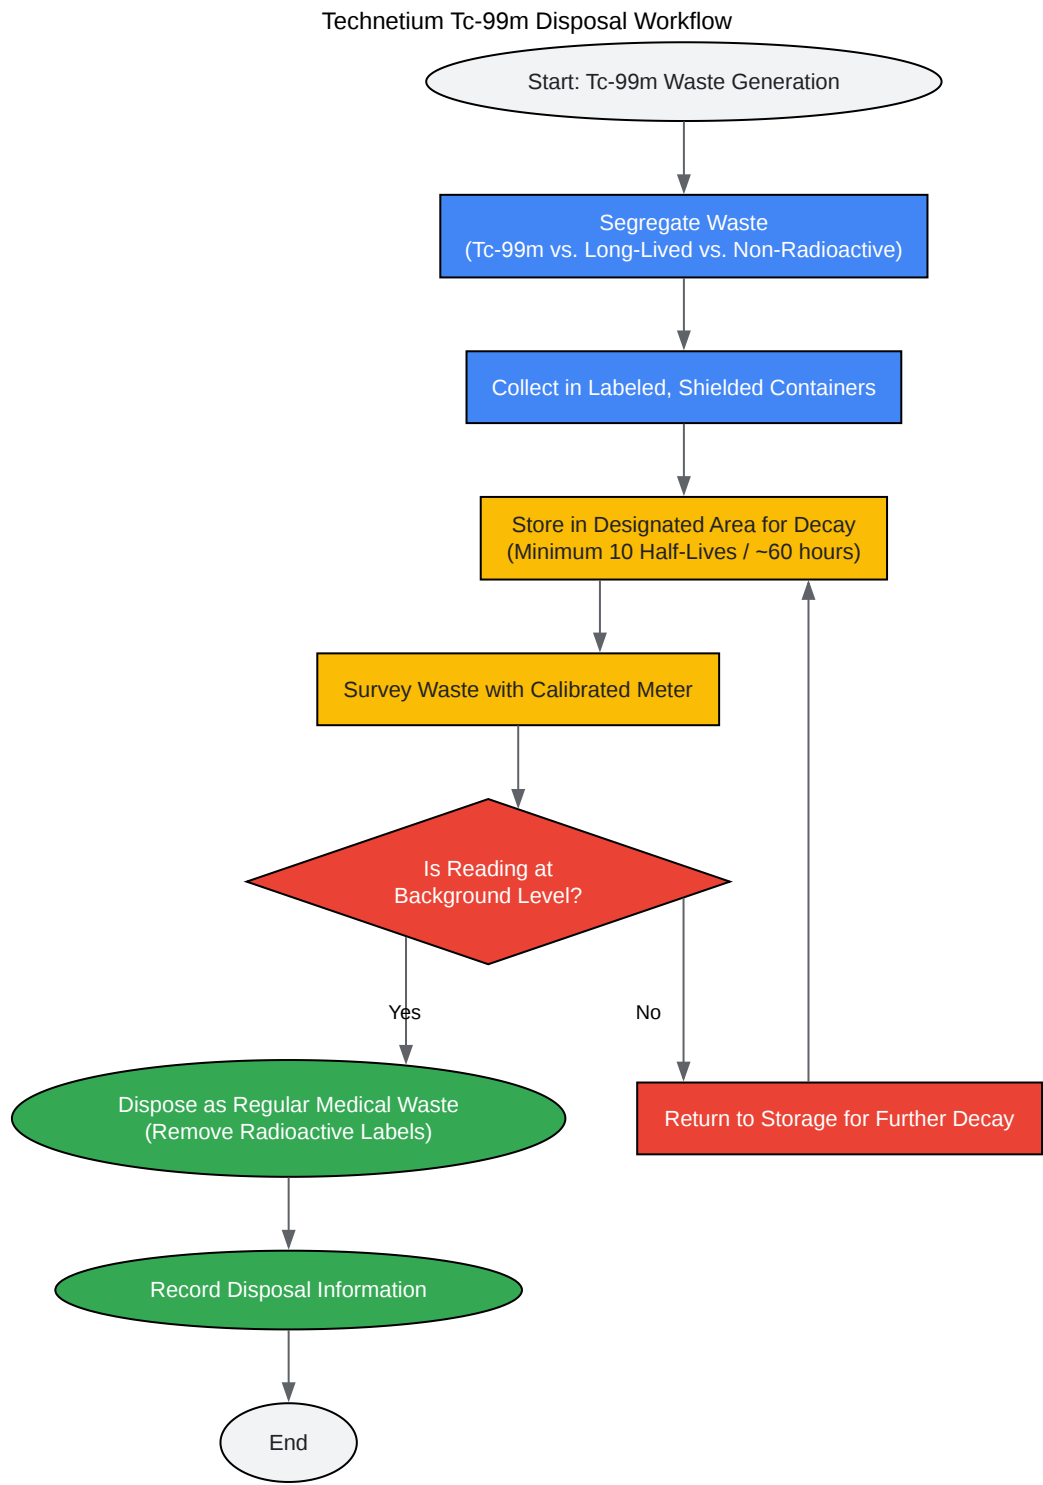 Technetium Tc-99m Disposal Workflow
Start: Tc-99m Waste Generation
Segregate Waste
(Tc-99m vs. Long-Lived vs. Non-Radioactive)
Collect in Labeled, Shielded Containers
Store in Designated Area for Decay
(Minimum 10 Half-Lives / ~60 hours)
Survey Waste with Calibrated Meter
Is Reading at
Background Level?
Yes
No
Dispose as Regular Medical Waste
(Remove Radioactive Labels)
Return to Storage for Further Decay
Record Disposal Information
End